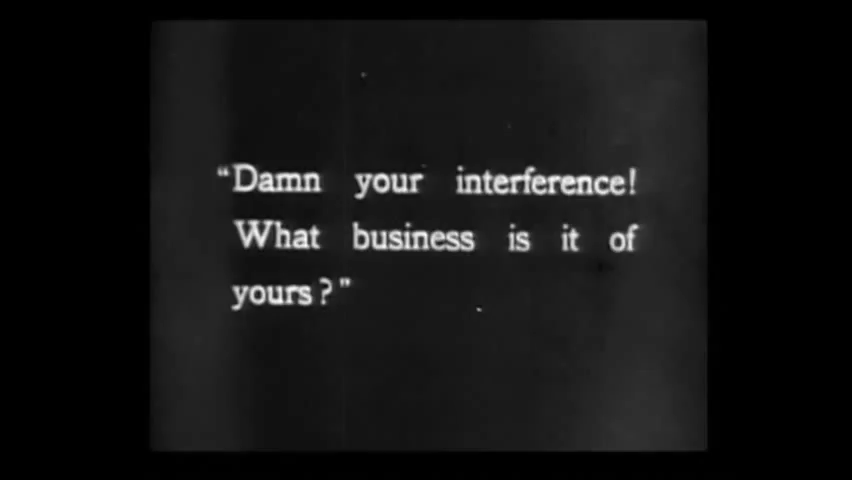 “Damn your interference!
What business is it of
yours?”